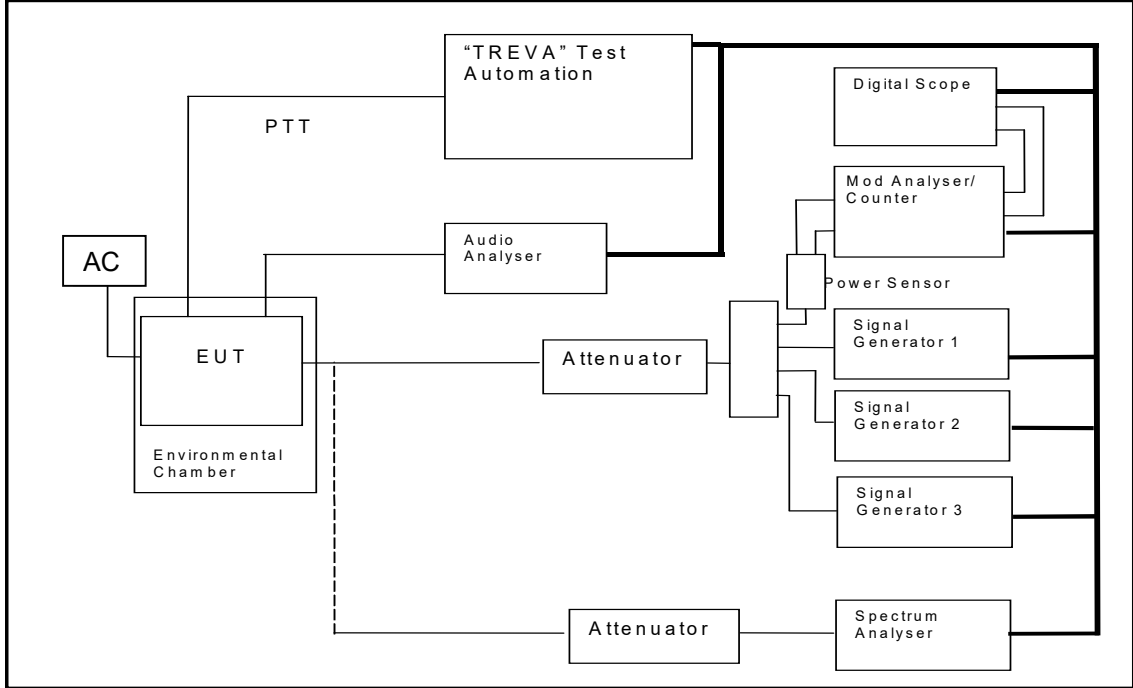 “TREVA” Test
Automation
PTT
Digital Scope
Mod Analyser/
Counter
Audio
Analyser
AC
Power Sensor
EUT
Attenuator
Signal
Generator 1
Signal
Generator 2
Environmental
Chamber
Signal
Generator 3
Attenuator
Spectrum
Analyser